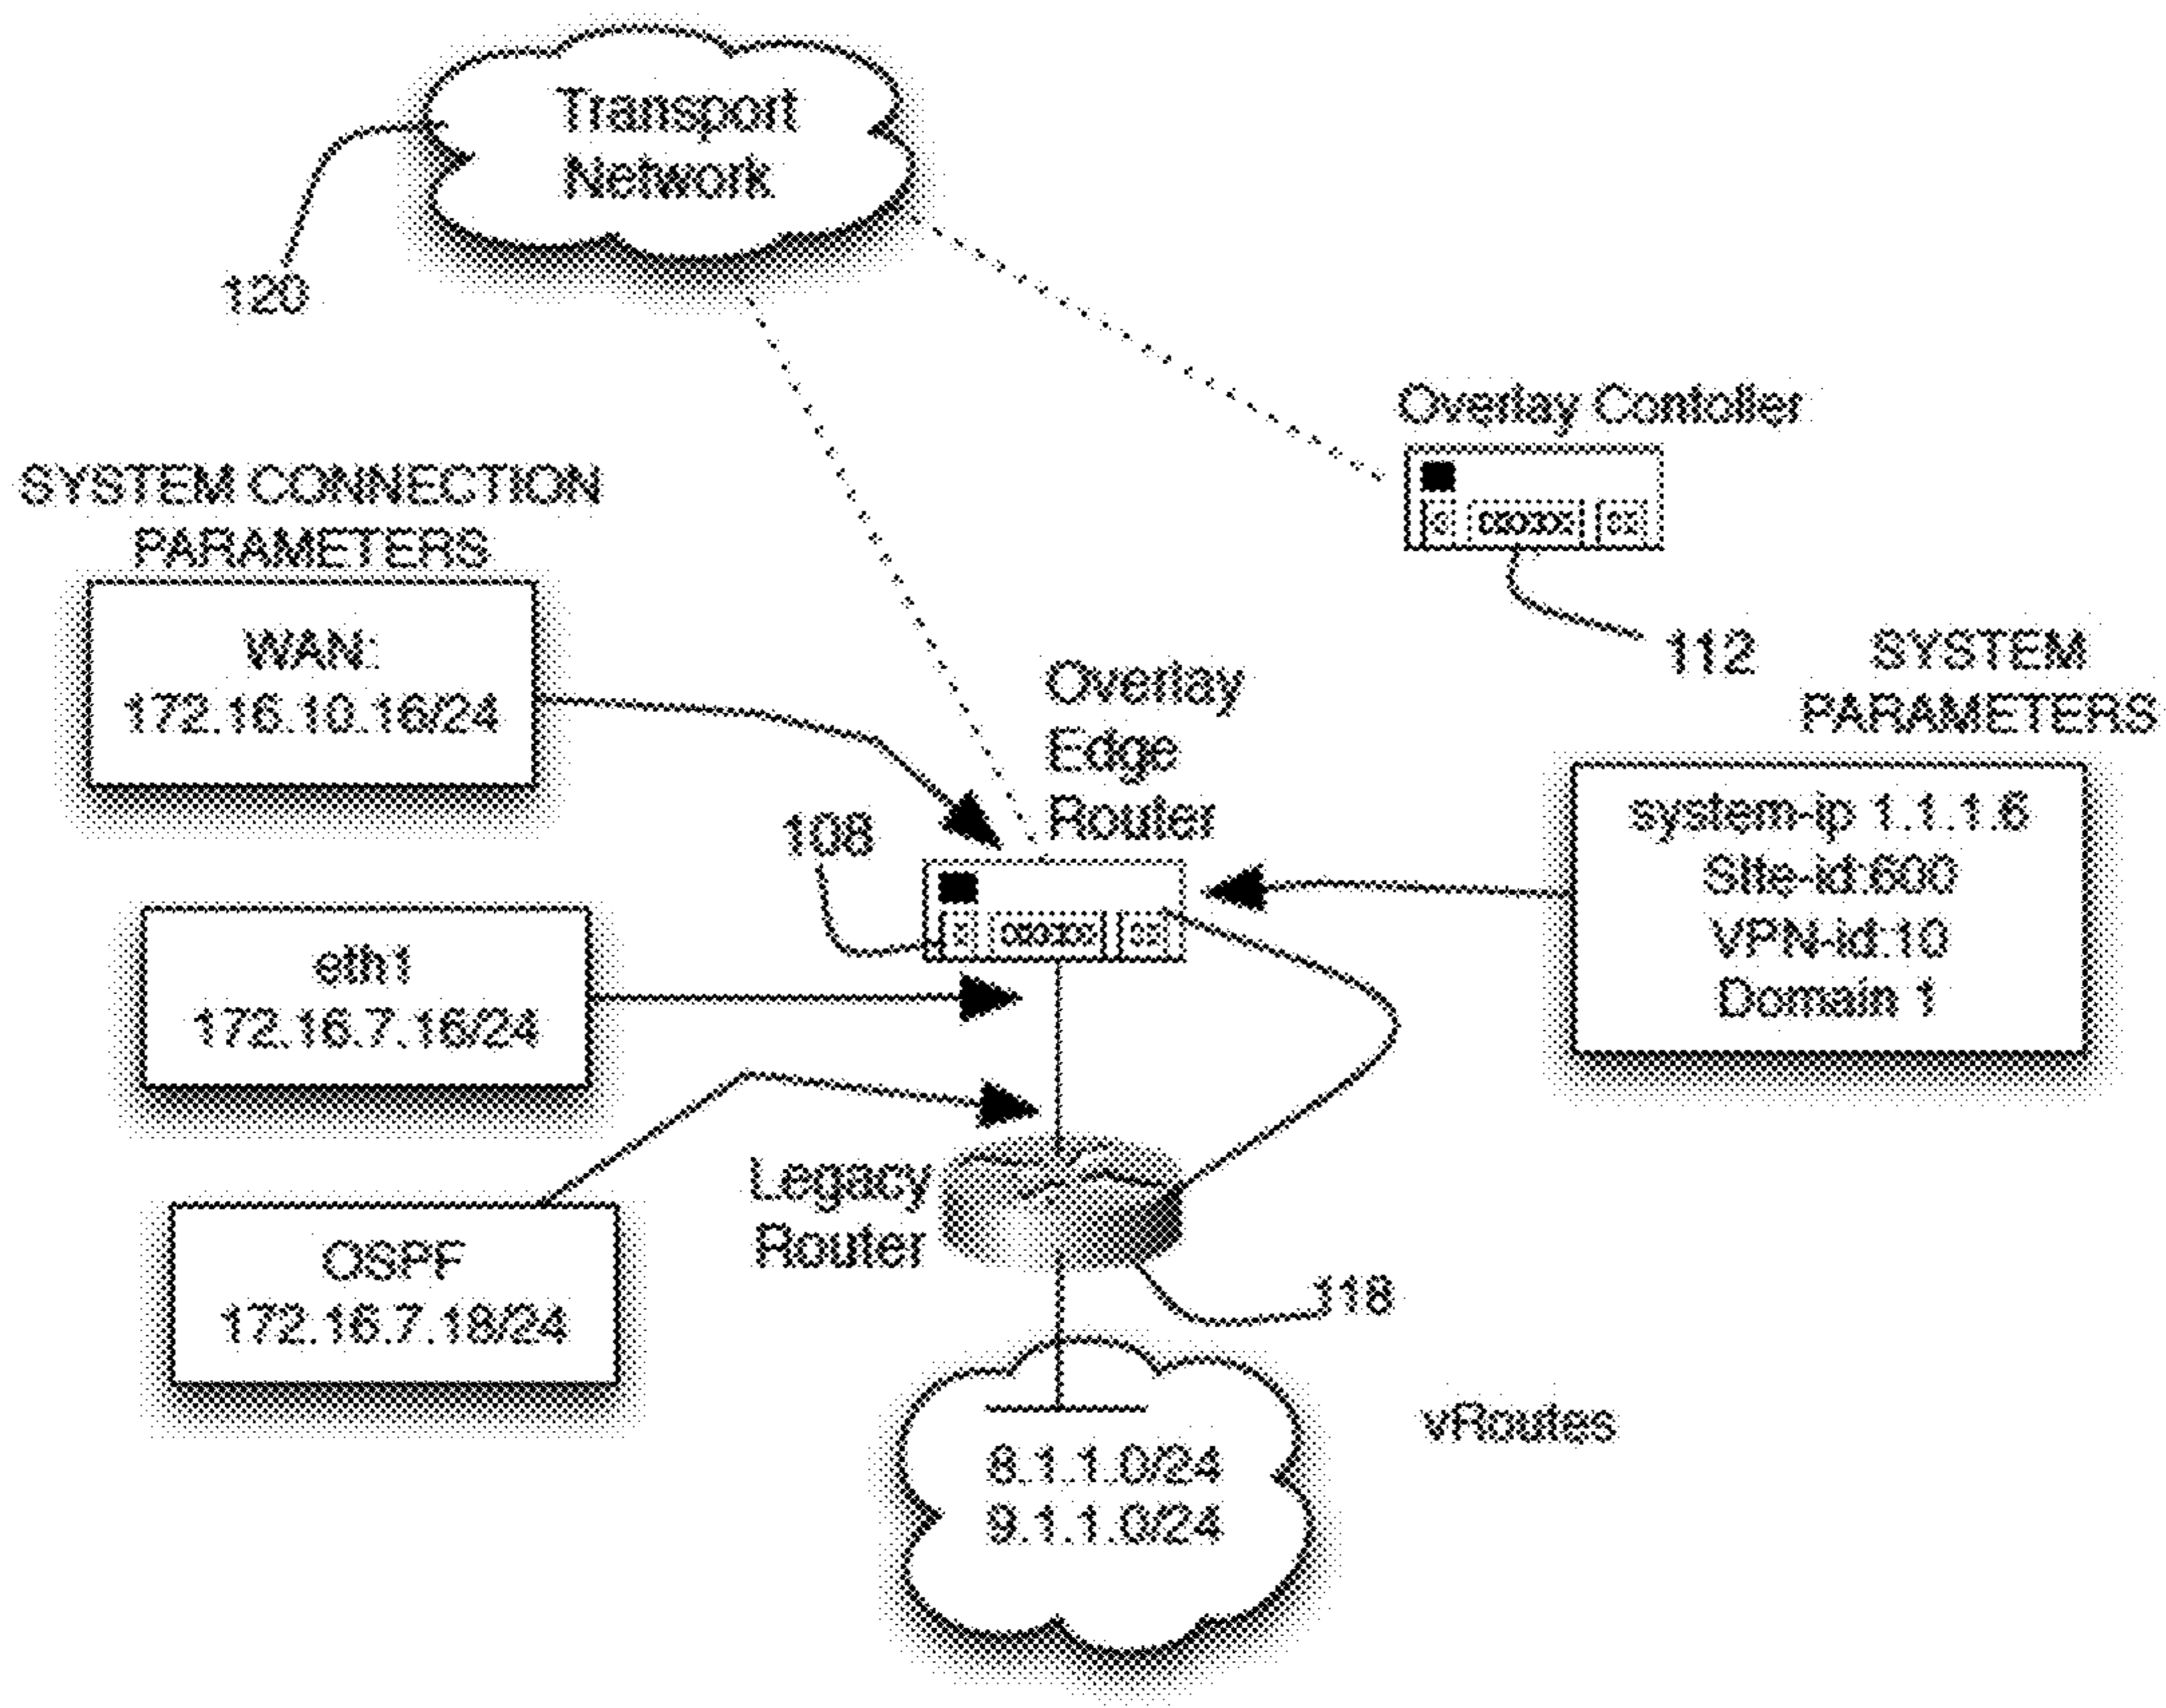 Transport
Network
120
Overlay Contoller
SYSTEM CONNECTION
PARAMETERS
WAN:
172.16.10.16/24
112
SYSTEM
PARAMETERS
Overlay
Edge
Router
108
system-ip 1.1.1.6
Site-id:600
VPN-id:10
Domain 1
eth1
172.16.7.16/24
Legacy
Router
OSPF
172.16.7.18/24
118
vRoutes
8.1.1.0/24
9.1.1.0/24